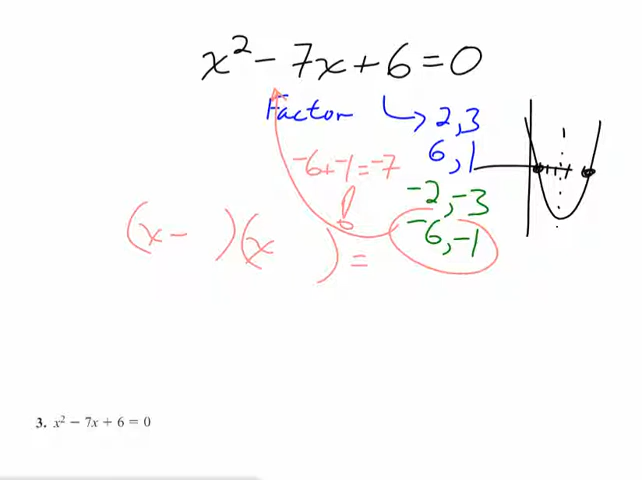 x² - 7x + 6 = 0
Factor → 2, 3
6, 1
-6 + -1 = -7
-2, -3
-6, -1
(x -  )(x  ) =
3. x² − 7x + 6 = 0